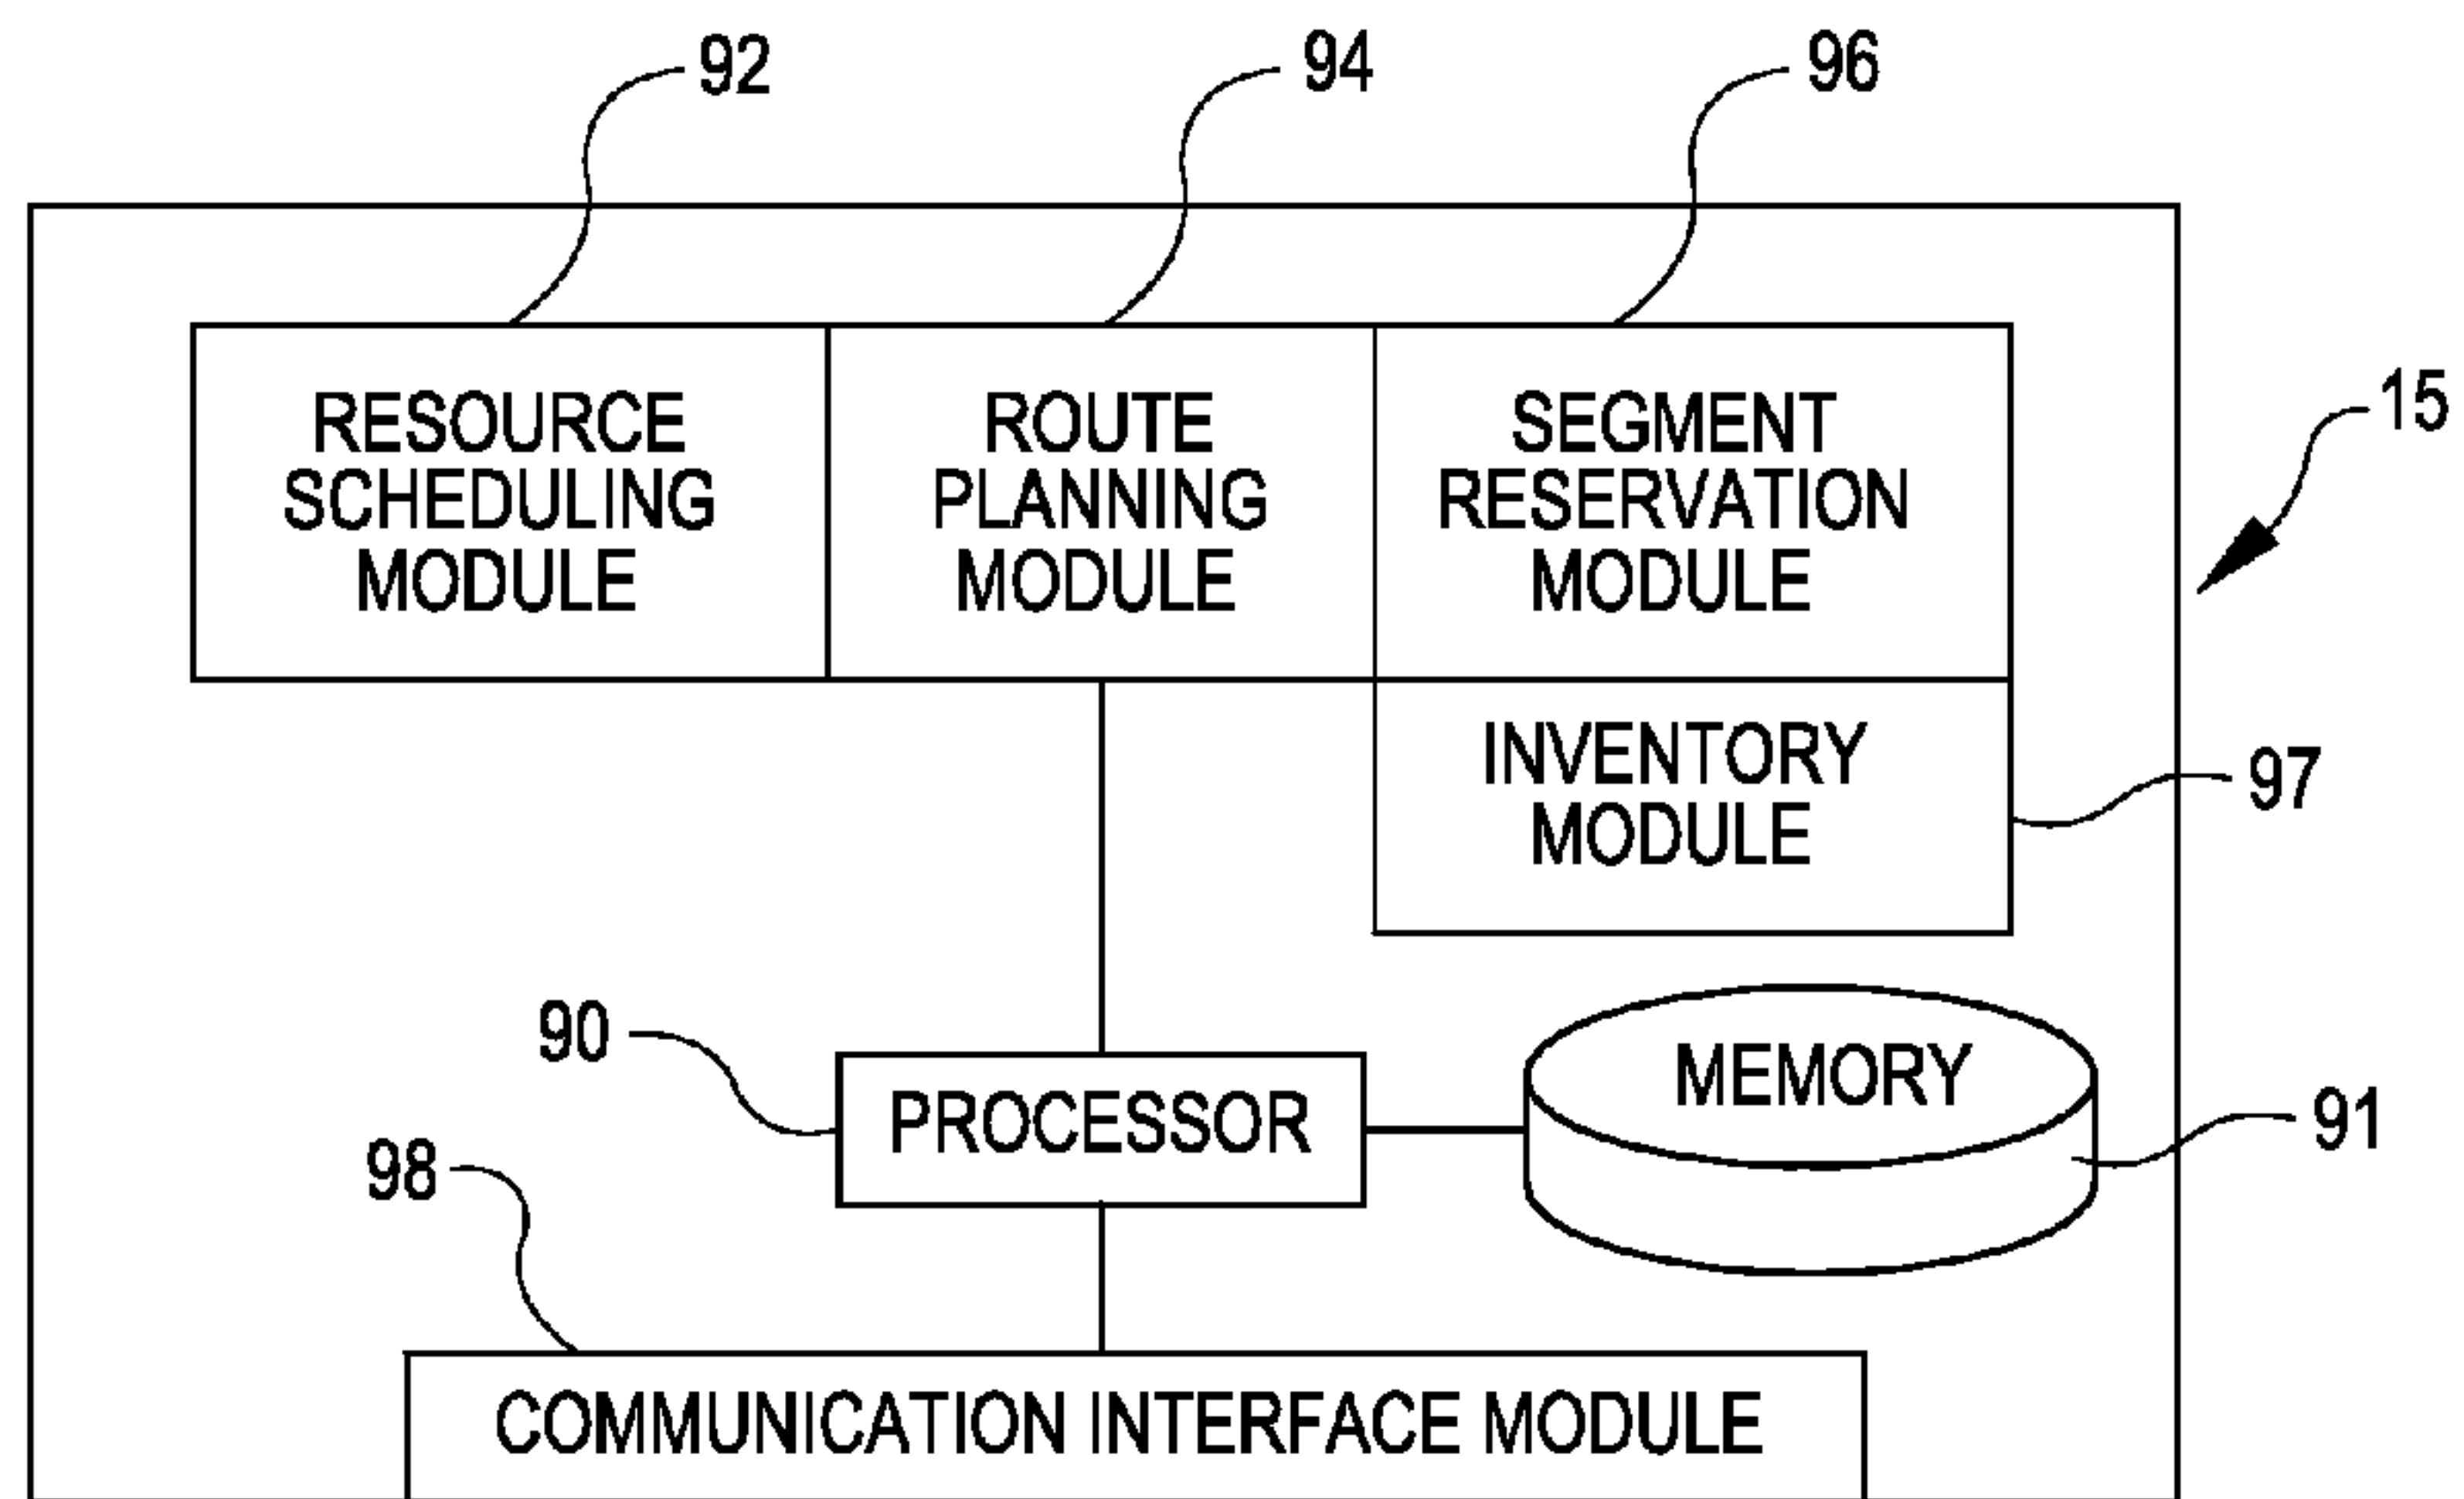 92
94
96
RESOURCE
SCHEDULING
MODULE
ROUTE
PLANNING
MODULE
SEGMENT
RESERVATION
MODULE
15
INVENTORY
MODULE
97
90
PROCESSOR
MEMORY
91
98
COMMUNICATION INTERFACE MODULE